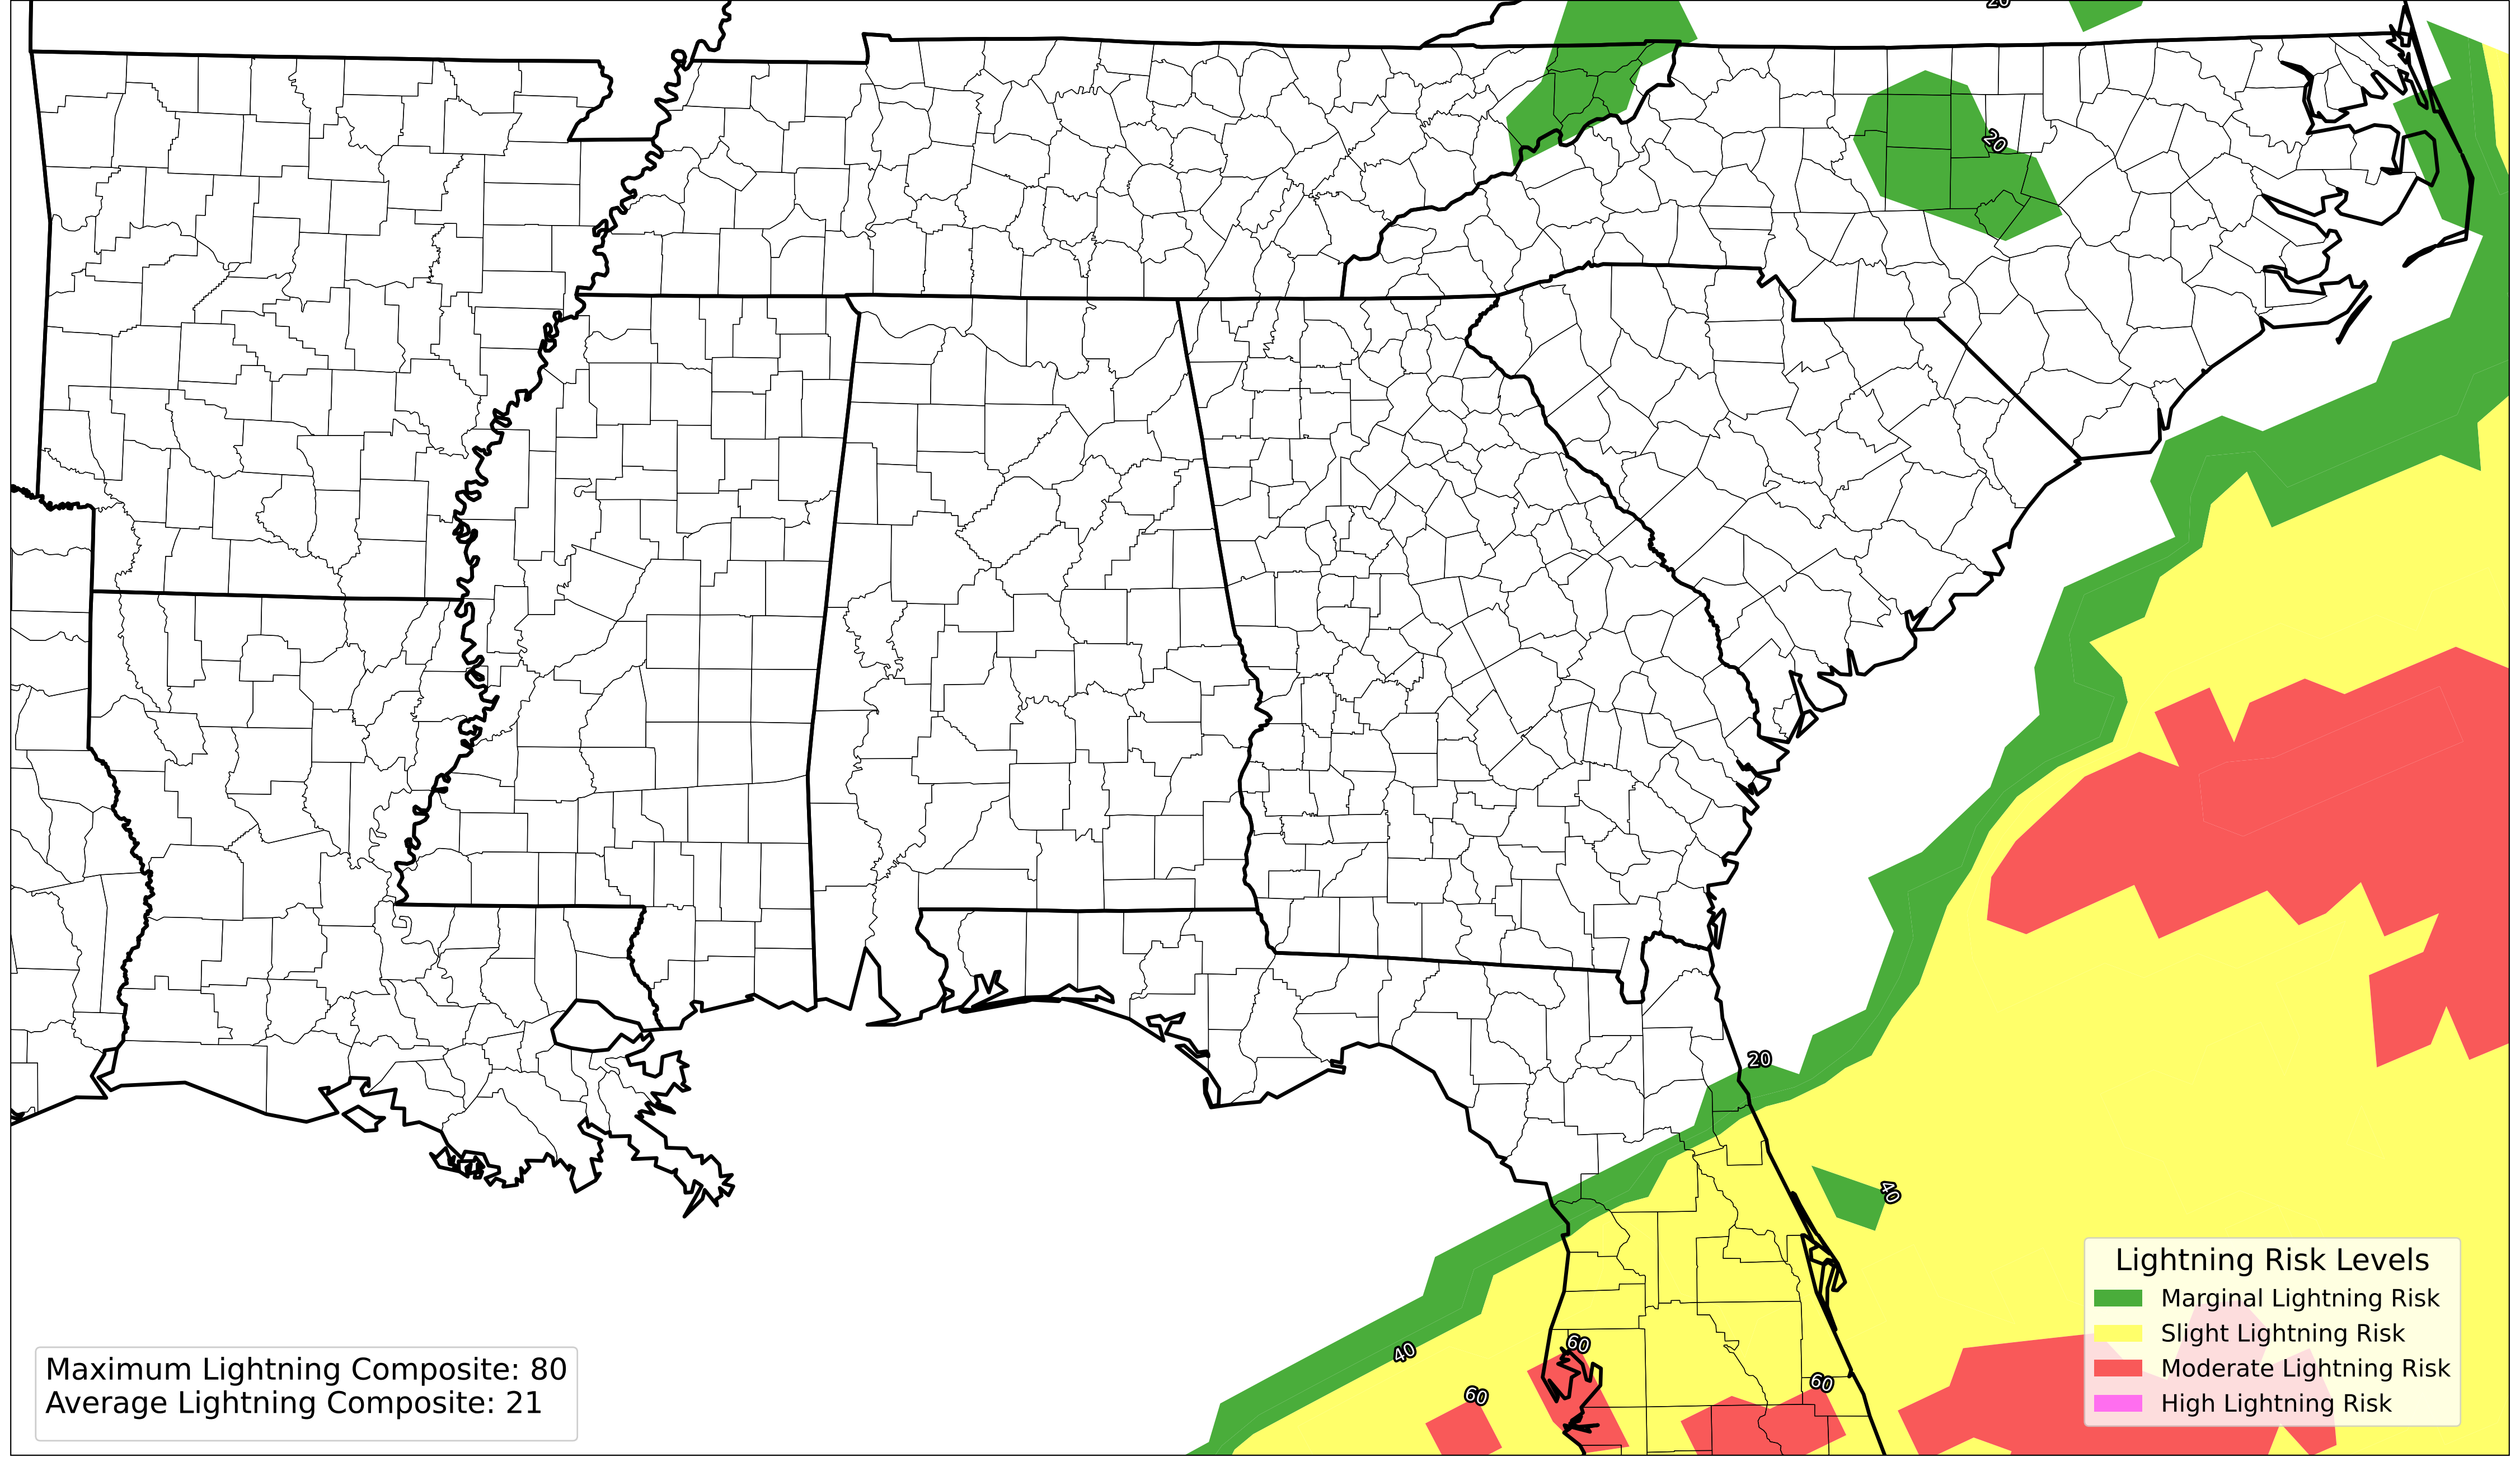 20
20
20
40
40
60
60
60
Lightning Risk Levels
Marginal Lightning Risk
Slight Lightning Risk
Moderate Lightning Risk
High Lightning Risk
Maximum Lightning Composite: 80
Average Lightning Composite: 21